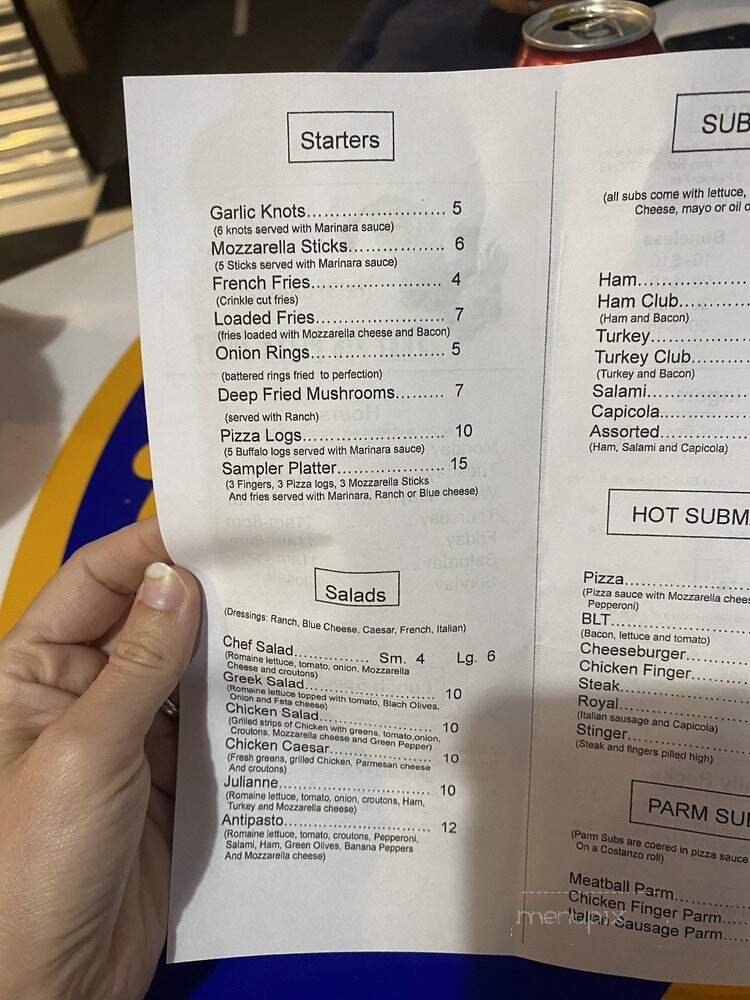 Starters
Garlic Knots........................ 5
(6 knots served with Marinara sauce)
Mozzarella Sticks................. 6
(5 Sticks served with Marinara sauce)
French Fries....................... 4
(Crinkle cut fries)
Loaded Fries...................... 7
(fries loaded with Mozzarella cheese and Bacon)
Onion Rings....................... 5
(battered rings fried to perfection)
Deep Fried Mushrooms......... 7
(served with Ranch)
Pizza Logs......................... 10
(5 Buffalo logs served with Marinara sauce)
Sampler Platter................... 15
(3 Fingers, 3 Pizza logs, 3 Mozzarella Sticks
And fries served with Marinara, Ranch or Blue cheese)
Salads
(Dressings: Ranch, Blue Cheese, Caesar, French, Italian)
Chef Salad.............. Sm. 4 Lg. 6
(Romaine lettuce, tomato, onion, Mozzarella
Cheese and croutons)
Greek Salad........................ 10
(Romaine lettuce topped with tomato, Blach Olives,
Onion and Feta cheese)
Chicken Salad...................... 10
(Grilled strips of Chicken with greens, tomato,onion,
Croutons, Mozzarella cheese and Green Pepper)
Chicken Caesar.................... 10
(Fresh greens, grilled Chicken, Parmesan cheese
And croutons)
Julianne............................. 10
(Romaine lettuce, tomato, onion, croutons, Ham,
Turkey and Mozzarella cheese)
Antipasto............................ 12
(Romaine lettuce, tomato, croutons, Pepperoni,
Salami, Ham, Green Olives, Banana Peppers
And Mozzarella cheese)
SUB
(all subs come with lettuce,
Cheese, mayo or oil
Ham...................
Ham Club............
(Ham and Bacon)
Turkey................
Turkey Club.........
(Turkey and Bacon)
Salami................
Capicola..............
Assorted..............
(Ham, Salami and Capicola)
HOT SUBM
Pizza....................
(Pizza sauce with Mozzarella chees
Pepperoni)
BLT.....................
(Bacon, lettuce and tomato)
Cheeseburger..........
Chicken Finger........
Steak...................
Royal...................
(Italian sausage and Capicola)
Stinger.................
(Steak and fingers pilled high)
PARM SU
(Parm Subs are coered in pizza sauce
On a Costanzo roll)
Meatball Parm...........
Chicken Finger Parm.....
Italian Sausage Parm....
menupix